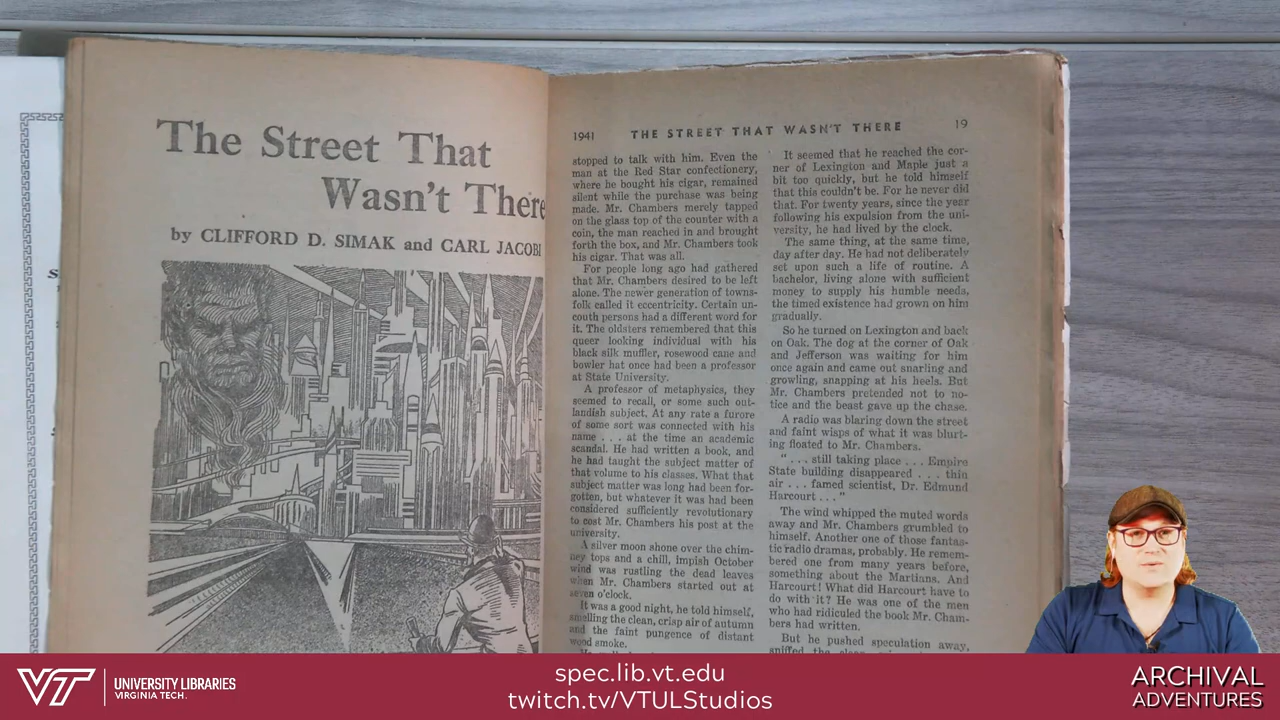 The Street That
Wasn't There
by CLIFFORD D. SIMAK and CARL JACOBI
1941 THE STREET THAT WASN'T THERE 19
stopped to talk with him. Even the
man at the Red Star confectionery,
where he bought his cigar, remained
silent while the purchase was being
made. Mr. Chambers merely tapped
on the glass top of the counter with a
coin, the man reached in and brought
forth the box, and Mr. Chambers took
his cigar. That was all.
For people long ago had gathered
that Mr. Chambers desired to be left
alone. The newer generation of towns-
folk called it eccentricity. Certain un-
couth persons had a different word for
it. The oldsters remembered that this
queer looking individual with his
black silk muffler, rosewood cane and
bowler hat once had been a professor
at State University.
A professor of metaphysics, they
seemed to recall, or some such out-
landish subject. At any rate a furore
of some sort was connected with his
name . . . at the time an academic
scandal. He had written a book, and
he had taught the subject matter of
that volume to his classes. What that
subject matter was had long been for-
gotten, but whatever it was had been
considered sufficiently revolutionary
to cost Mr. Chambers his post at the
university.
A silver moon shone over the chim-
ney tops and a chill, impish October
wind was rustling the dead leaves
when Mr. Chambers started out at
seven o'clock.
It was a good night, he told himself,
smelling the clean, crisp air of autumn
and the faint pungence of distant
wood smoke.
It seemed that he reached the cor-
ner of Lexington and Maple just a
bit too quickly, but he told himself
that this couldn't be. For he never did
that. For twenty years, since the year
following his expulsion from the uni-
versity, he had lived by the clock.
The same thing, at the same time,
day after day. He had not deliberately
set upon such a life of routine. A
bachelor, living alone with sufficient
money to supply his humble needs,
the timed existence had grown on him
gradually.
So he turned on Lexington and back
on Oak. The dog at the corner of Oak
and Jefferson was waiting for him
once again and came out snarling and
growling, snapping at his heels. But
Mr. Chambers pretended not to no-
tice and the beast gave up the chase.
A radio was blaring down the street
and faint wisps of what it was blurt-
ing floated to Mr. Chambers.
" . . . still taking place . . . Empire
State building disappeared . . . thin
air . . . famed scientist, Dr. Edmund
Harcourt . . . "
The wind whipped the muted words
away and Mr. Chambers grumbled to
himself. Another one of those fantas-
tic radio dramas, probably. He remem-
bered one from many years before,
something about the Martians. And
Harcourt! What did Harcourt have to
do with it? He was one of the men
who had ridiculed the book Mr. Cham-
bers had written.
But he pushed speculation away,
VT UNIVERSITY LIBRARIES
VIRGINIA TECH.
spec.lib.vt.edu
twitch.tv/VTULStudios
ARCHIVAL
ADVENTURES